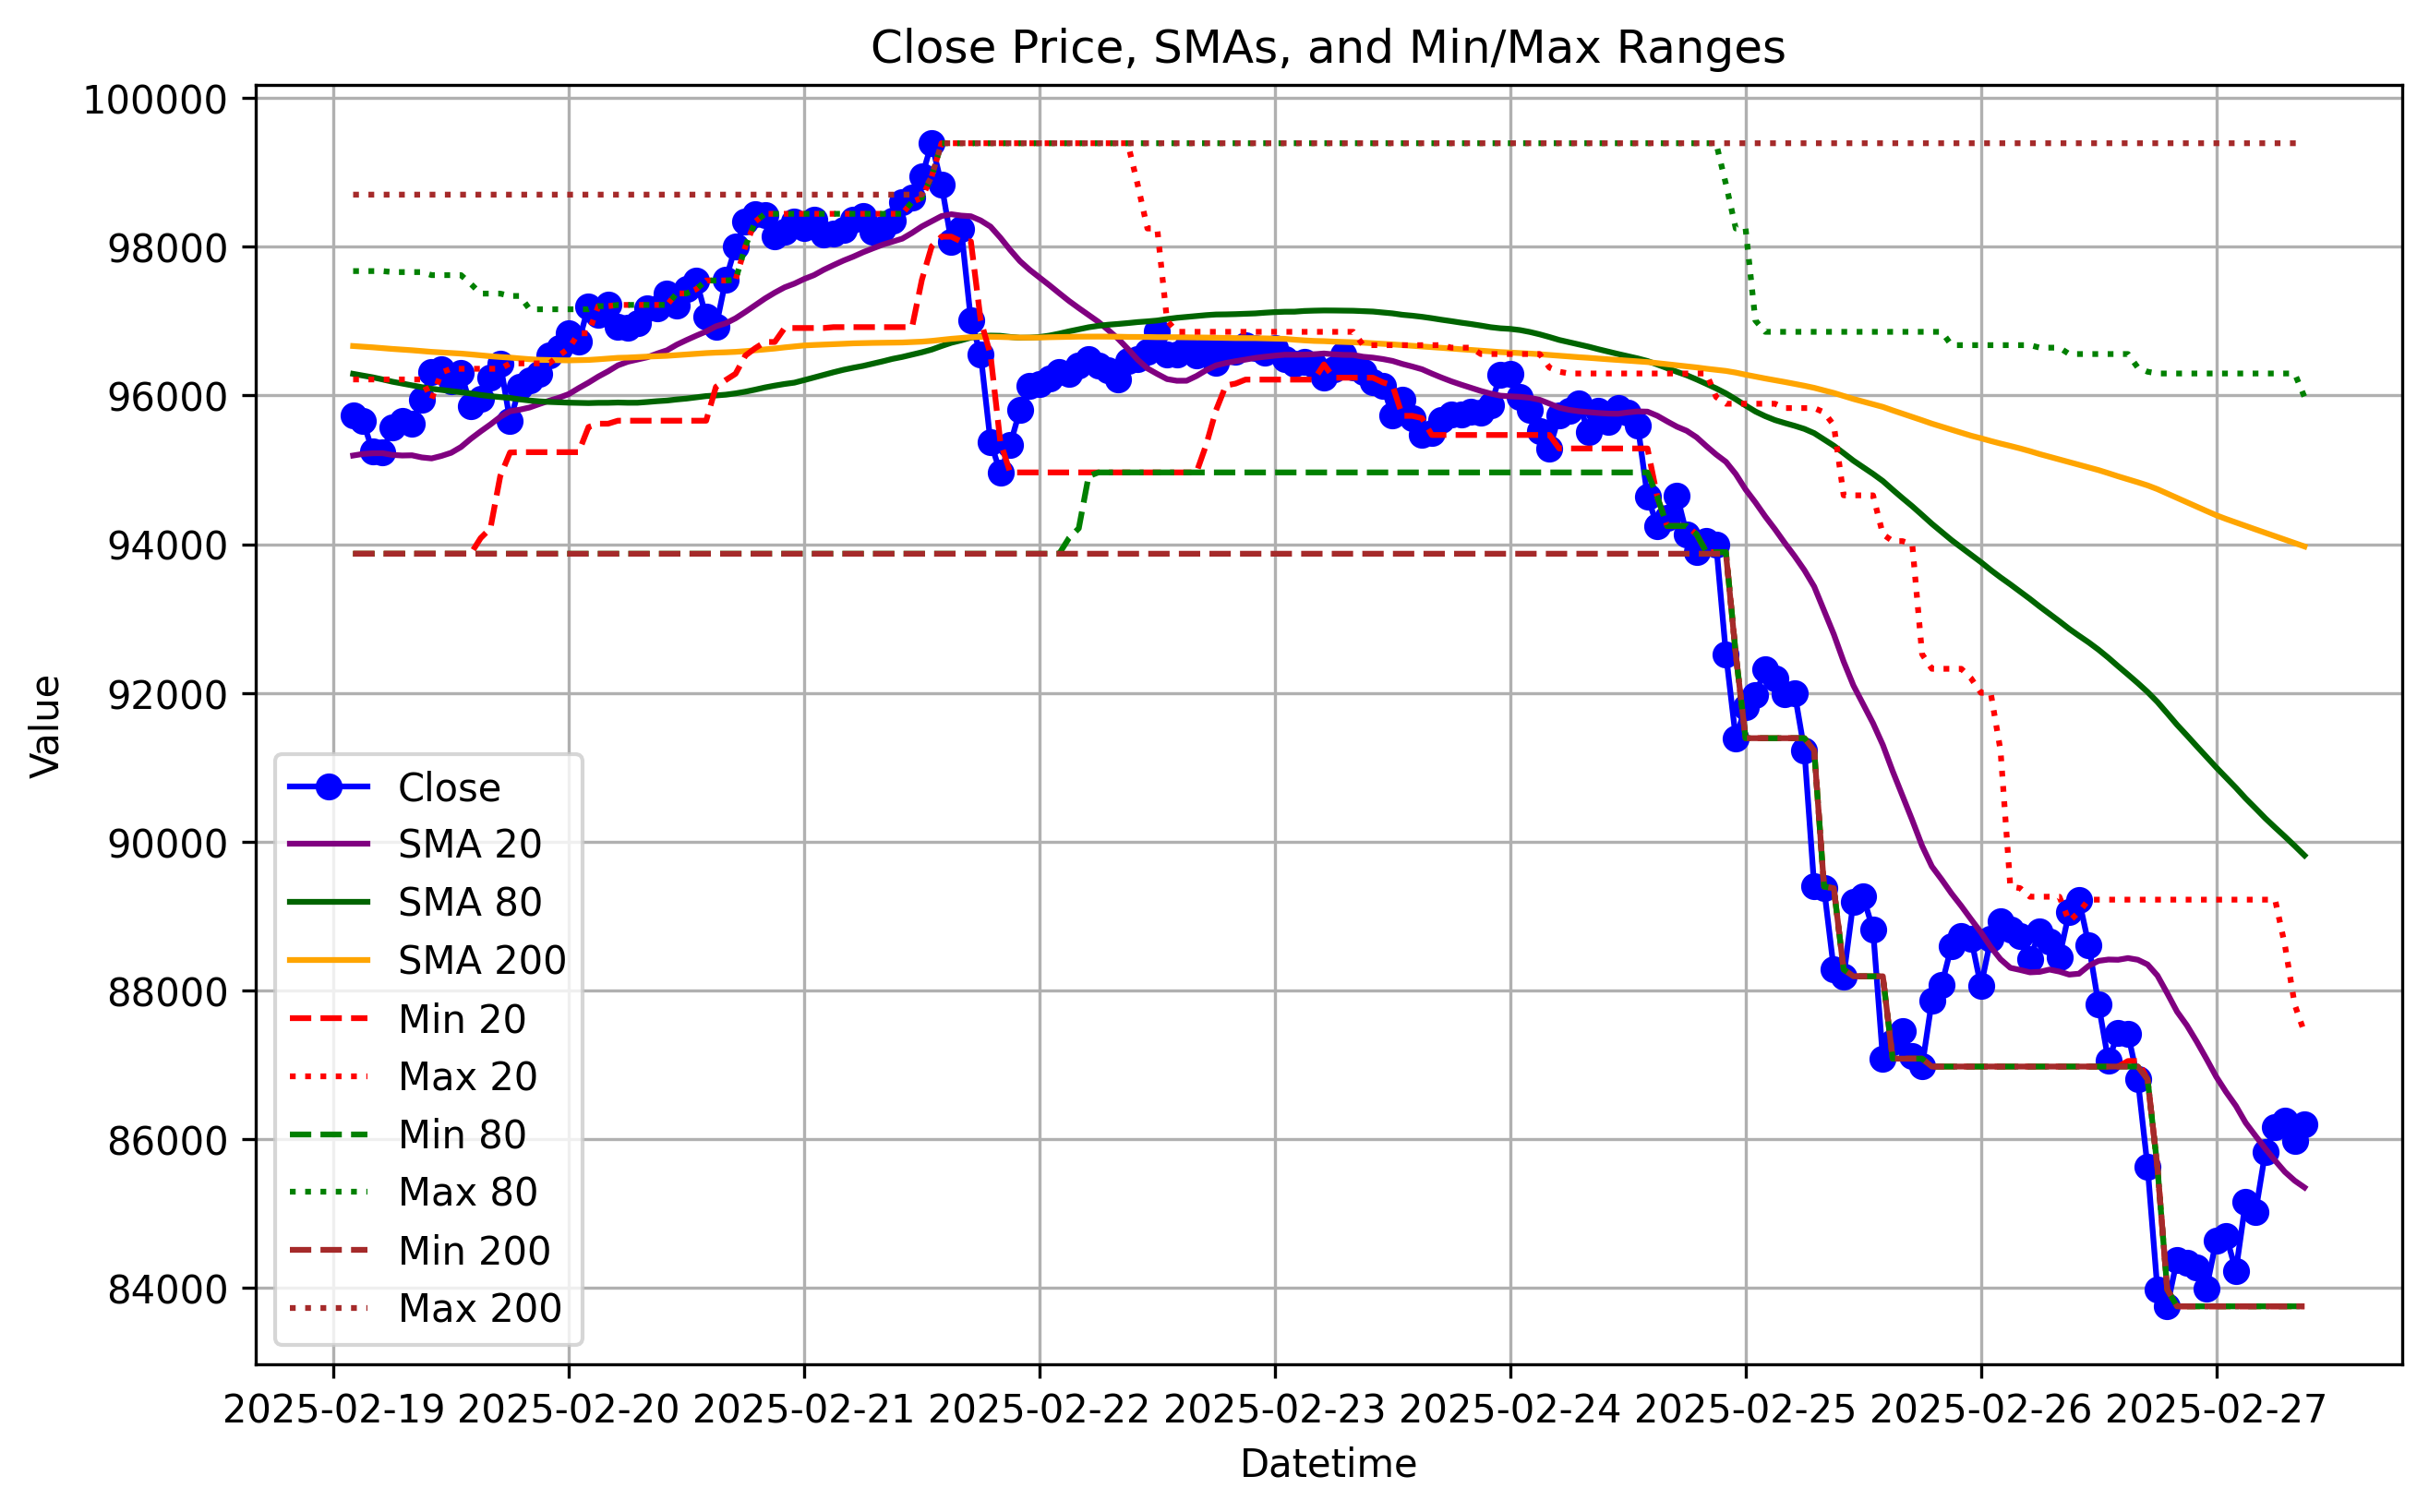 Close Price, SMAs, and Min/Max Ranges
100000
98000
96000
94000
92000
90000
88000
86000
84000
Value
Close
SMA 20
SMA 80
SMA 200
Min 20
Max 20
Min 80
Max 80
Min 200
Max 200
2025-02-19 2025-02-20 2025-02-21 2025-02-22 2025-02-23 2025-02-24 2025-02-25 2025-02-26 2025-02-27
Datetime